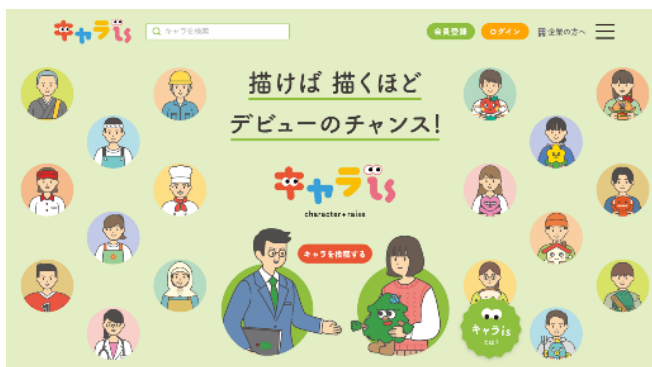 キャラis
キャラを検索
会員登録
ログイン
企業の方へ
描けば 描くほど
デビューのチャンス!
キャラis
character+raise
キャラを投稿する
キャラis
とは?